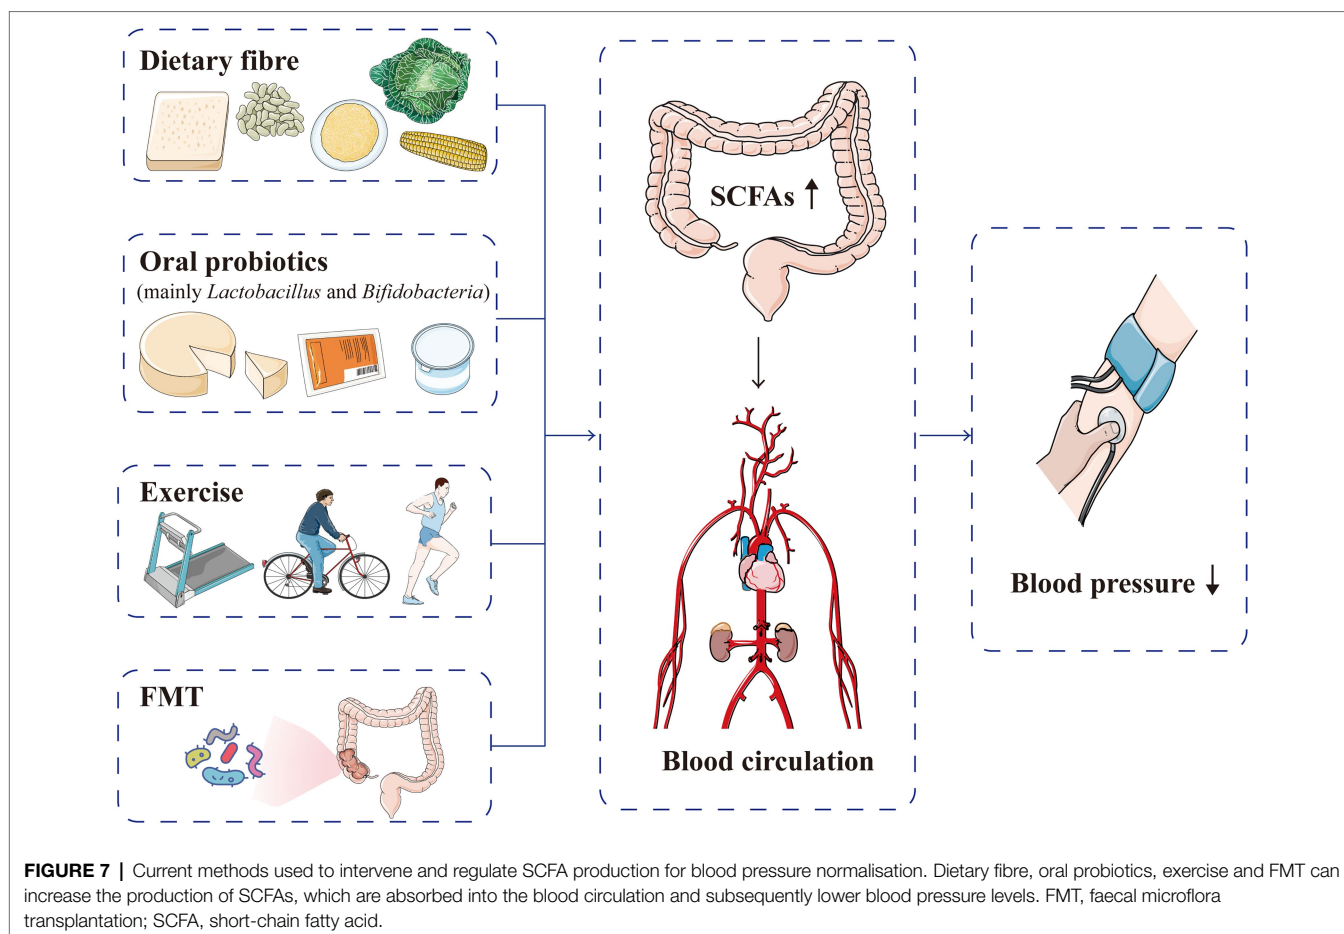 Dietary fibre
Oral probiotics
(mainly Lactobacillus and Bifidobacteria)
Exercise
FMT
SCFAs ↑
Blood circulation
Blood pressure ↓
FIGURE 7 | Current methods used to intervene and regulate SCFA production for blood pressure normalisation. Dietary fibre, oral probiotics, exercise and FMT can
increase the production of SCFAs, which are absorbed into the blood circulation and subsequently lower blood pressure levels. FMT, faecal microflora
transplantation; SCFA, short-chain fatty acid.